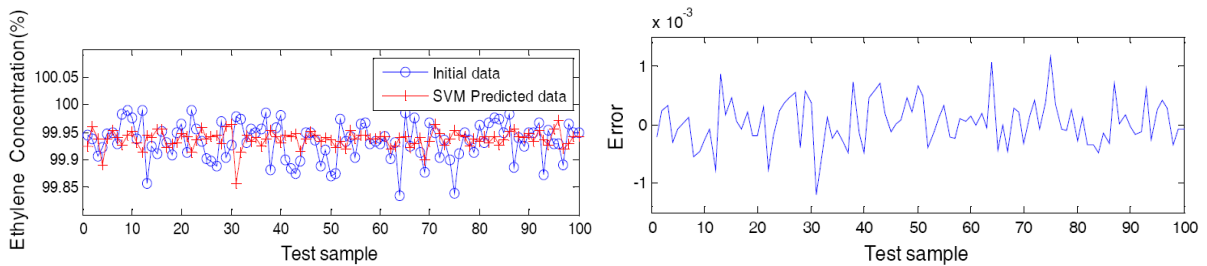 Ethylene Concentration(%)
100.05
100
99.95
99.9
99.85
Initial data
SVM Predicted data
0 10 20 30 40 50 60 70 80 90 100
Test sample
x 10⁻³
Error
1
0
-1
0 10 20 30 40 50 60 70 80 90 100
Test sample